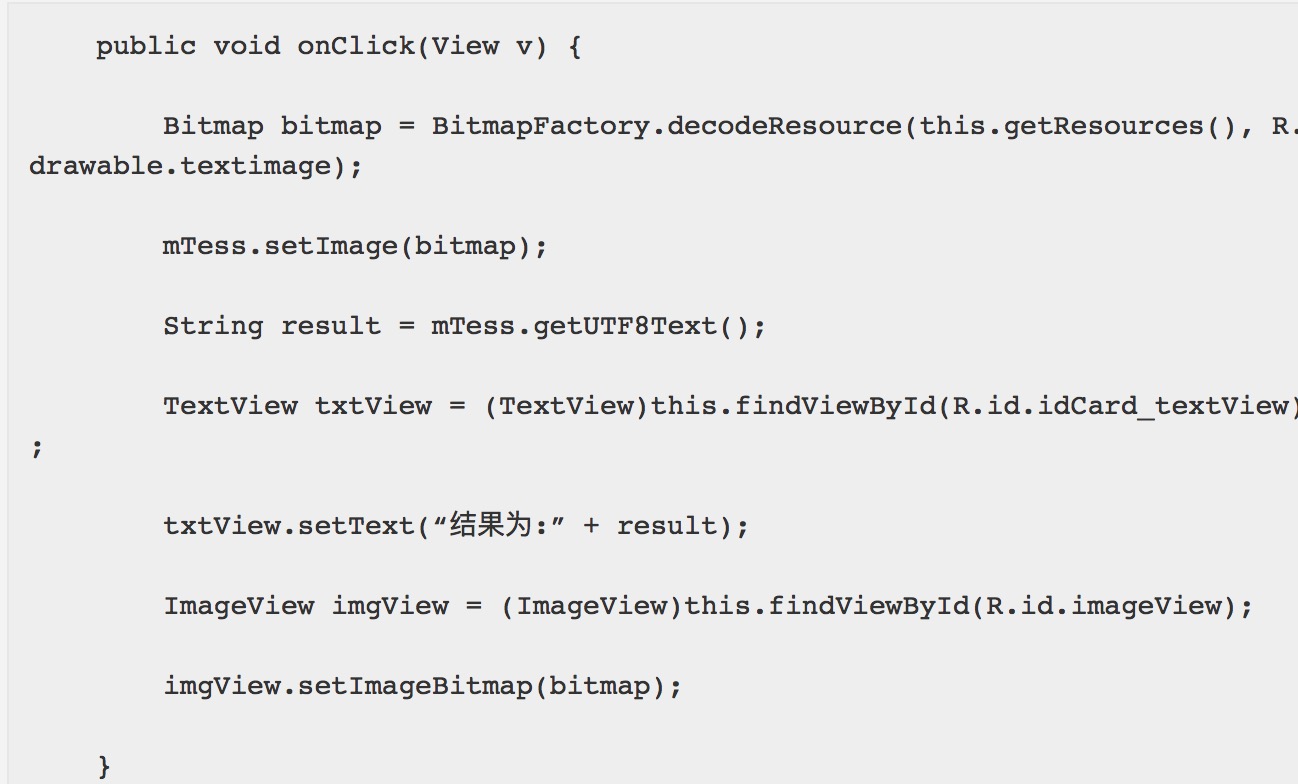 public void onClick(View v) {
Bitmap bitmap = BitmapFactory.decodeResource(this.getResources(), R.
drawable.textimage);
mTess.setImage(bitmap);
String result = mTess.getUTF8Text();
TextView txtView = (TextView)this.findViewById(R.id.idCard_textView)
;
txtView.setText(“结果为:” + result);
ImageView imgView = (ImageView)this.findViewById(R.id.imageView);
imgView.setImageBitmap(bitmap);
}